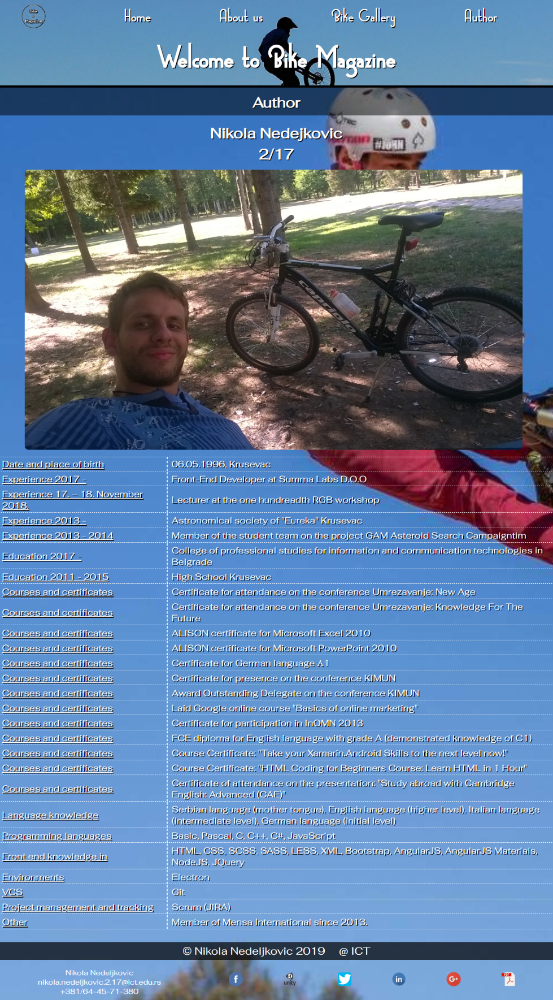 Bike
Magazine
Home
About us
Bike Gallery
Author
Welcome to Bike Magazine
Author
Nikola Nedejkovic
2/17
#JoHN
CAPRIOLO
Date and place of birth
06.05.1996, Krusevac
Experience 2017 -
Front-End Developer at Summa Labs D.O.O
Experience 17. – 18. November
2018.
Lecturer at the one hundreadth RGB workshop
Experience 2013 -
Astronomical society of "Eureka" Krusevac
Experience 2013 - 2014
Member of the student team on the project GAM Asteroid Search Campaigntim
Education 2017 -
College of professional studies for information and communication technologies in
Belgrade
Education 2011 - 2015
High School Krusevac
Courses and certificates
Certificate for attendance on the conference Umrezavanje: New Age
Courses and certificates
Certificate for attendance on the conference Umrezavanje: Knowledge For The
Future
Courses and certificates
ALISON certificate for Microsoft Excel 2010
Courses and certificates
ALISON certificate for Microsoft PowerPoint 2010
Courses and certificates
Certificate for German language A1
Courses and certificates
Certificate for presence on the conference KIMUN
Courses and certificates
Award Outstanding Delegate on the conference KIMUN
Courses and certificates
Laid Google online course "Basics of online marketing"
Courses and certificates
Certificate for participation in InOMN 2013
Courses and certificates
FCE diploma for English language with grade A (demonstrated knowledge of C1)
Courses and certificates
Course Certificate: "Take your Xamarin.Android Skills to the next level now!"
Courses and certificates
Course Certificate: "HTML Coding for Beginners Course: Learn HTML in 1 Hour"
Courses and certificates
Certificate of attendance on the presentation: "Study abroad with Cambridge
English: Advanced (CAE)"
Language knowledge
Serbian language (mother tongue), English language (higher level), Italian language
(intermediate level), German language (initial level)
Programming languages
Basic, Pascal, C, C++, C#, JavaScript
Front end knowledge in
HTML, CSS, SCSS, SASS, LESS, XML, Bootstrap, AngularJS, AngularJS Materials,
NodeJS, JQuery
Environments
Electron
VCS
Git
Project management and tracking
Scrum (JIRA)
Other
Member of Mensa International since 2013.
© Nikola Nedeljkovic 2019 @ ICT
Nikola Nedeljkovic
nikola.nedeljkovic.2.17@ict.edu.rs
+381/64-45-71-380
f
unity
in
G+
PDF